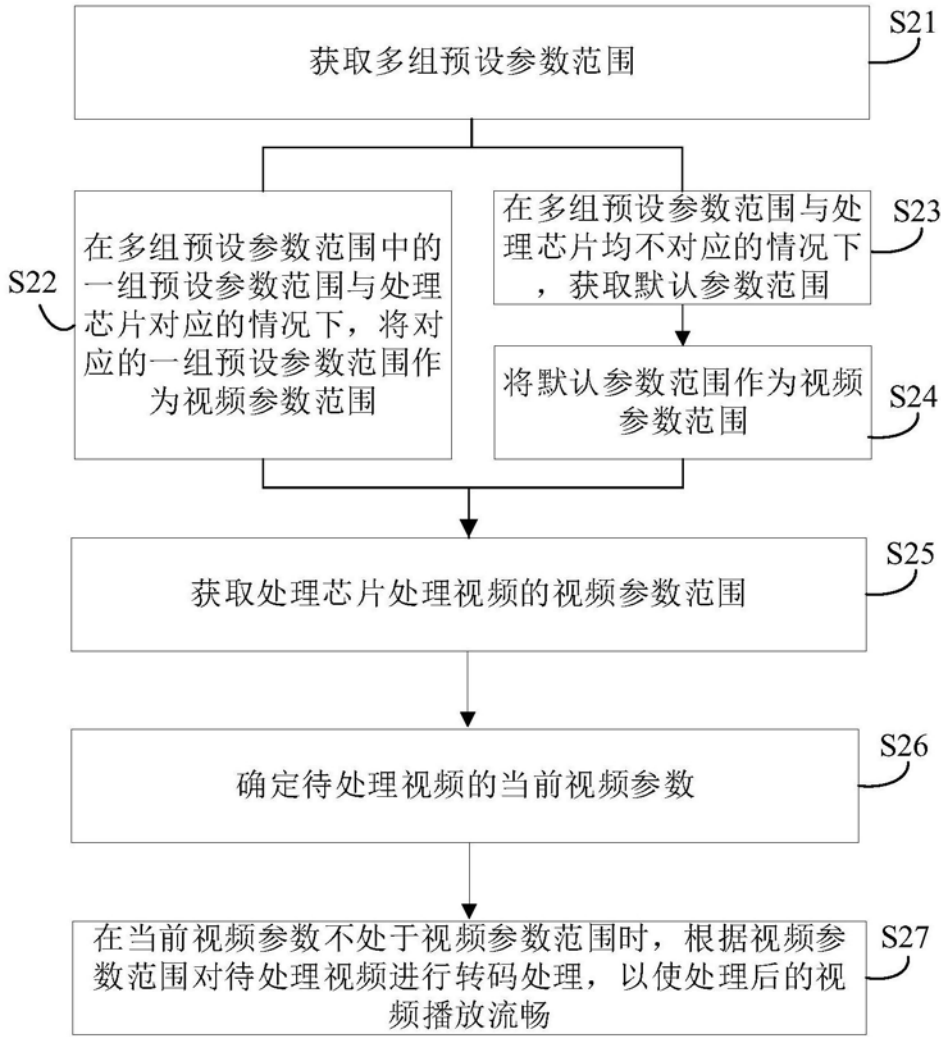 S21
获取多组预设参数范围
S22
在多组预设参数范围中的
一组预设参数范围与处理
芯片对应的情况下，将对
应的一组预设参数范围作
为视频参数范围
S23
在多组预设参数范围与处
理芯片均不对应的情况下
，获取默认参数范围
S24
将默认参数范围作为视频
参数范围
S25
获取处理芯片处理视频的视频参数范围
S26
确定待处理视频的当前视频参数
S27
在当前视频参数不处于视频参数范围时，根据视频参
数范围对待处理视频进行转码处理，以使处理后的视
频播放流畅